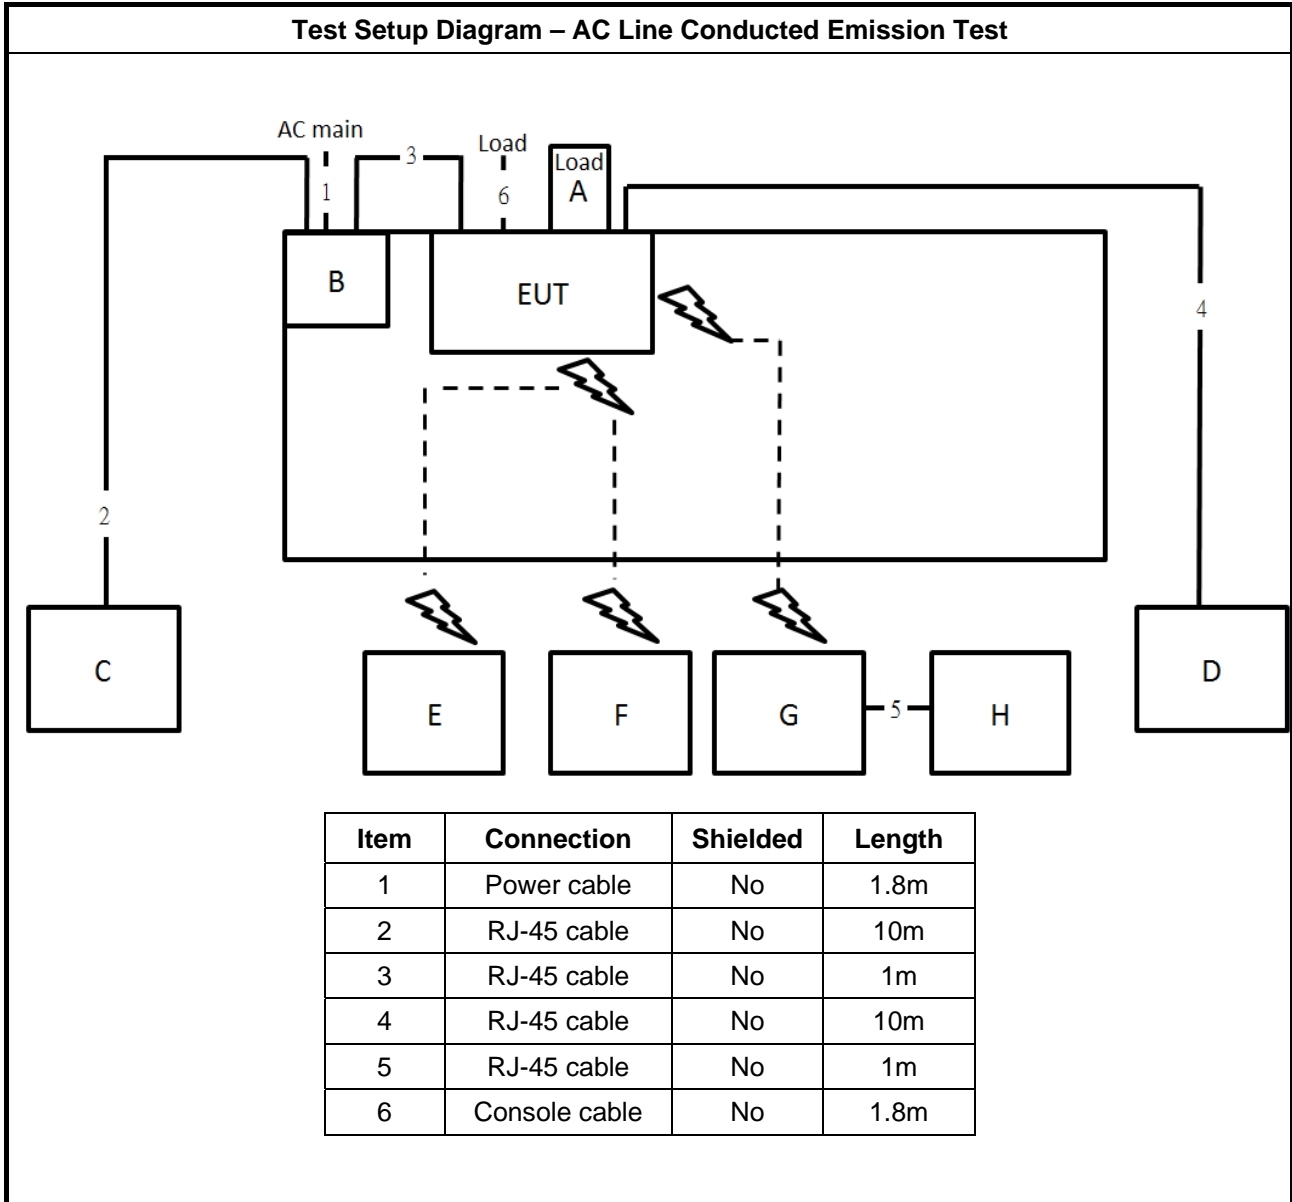 Test Setup Diagram – AC Line Conducted Emission Test
AC main
3
Load
Load
1
6
A
B
EUT
4
2
C
D
E
F
G
5
H
Item Connection Shielded Length
1 Power cable No 1.8m
2 RJ-45 cable No 10m
3 RJ-45 cable No 1m
4 RJ-45 cable No 10m
5 RJ-45 cable No 1m
6 Console cable No 1.8m